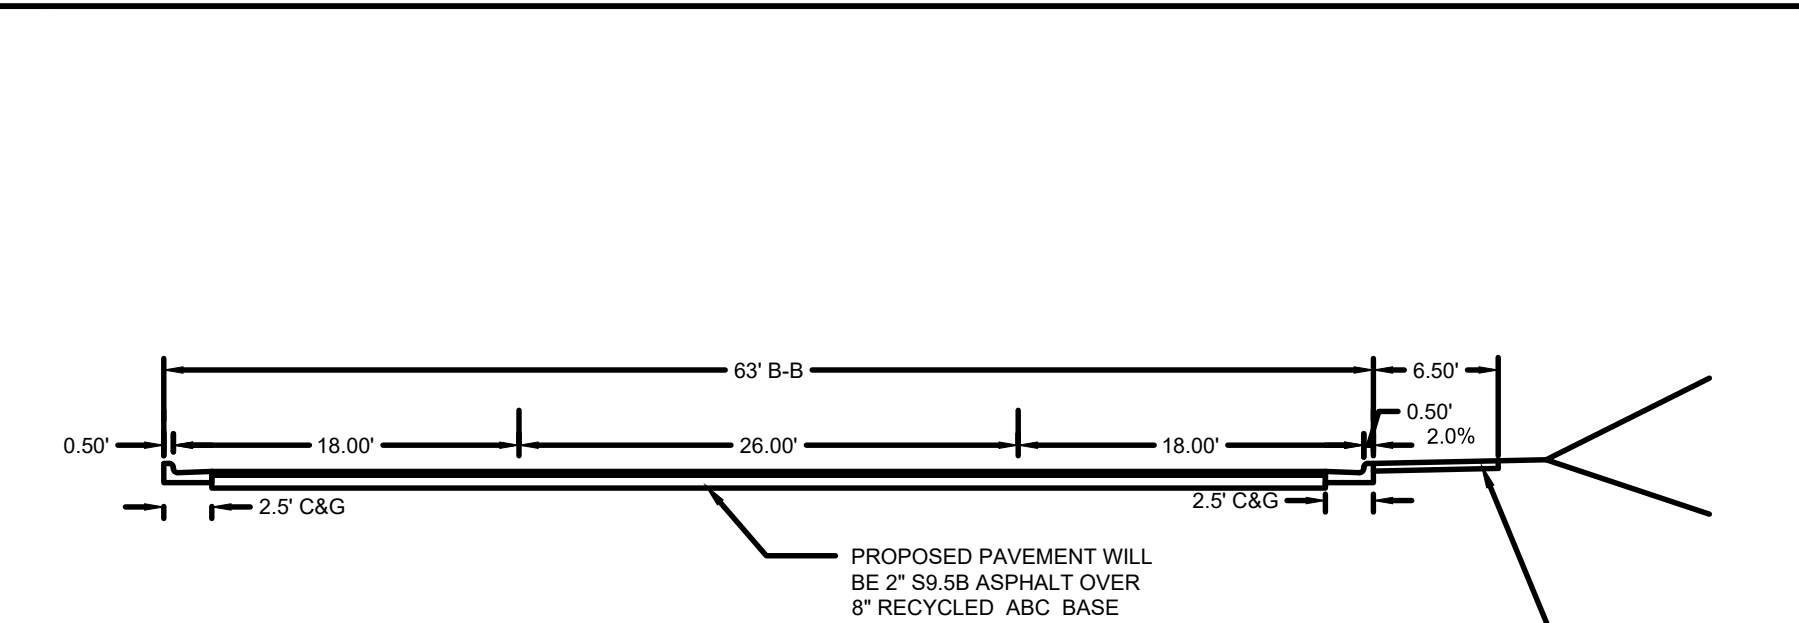 63' B-B
6.50'
0.50'
0.50'
18.00'
26.00'
18.00'
2.0%
2.5' C&G
2.5' C&G
PROPOSED PAVEMENT WILL
BE 2" S9.5B ASPHALT OVER
8" RECYCLED ABC BASE